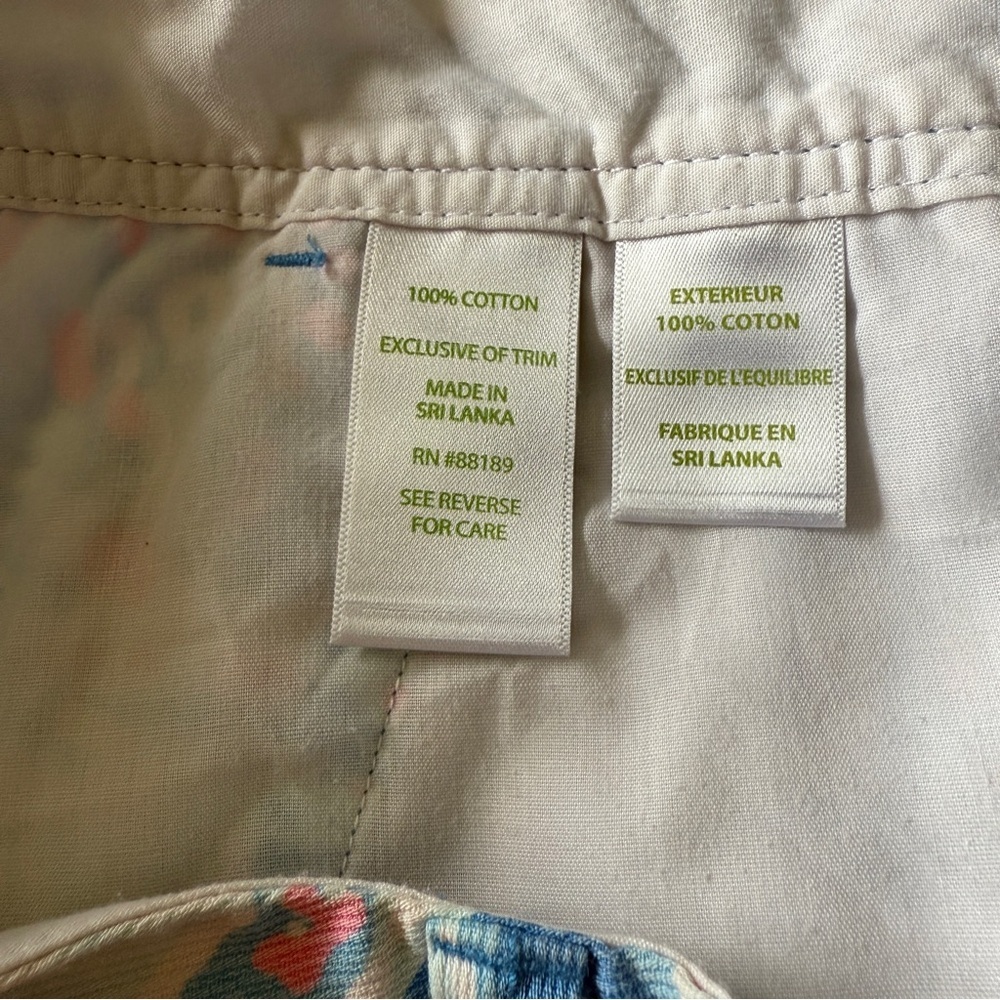 100% COTTON
EXCLUSIVE OF TRIM
MADE IN
SRI LANKA
RN #88189
SEE REVERSE
FOR CARE
EXTERIEUR
100% COTON
EXCLUSIF DE L'EQUILIBRE
FABRIQUE EN
SRI LANKA